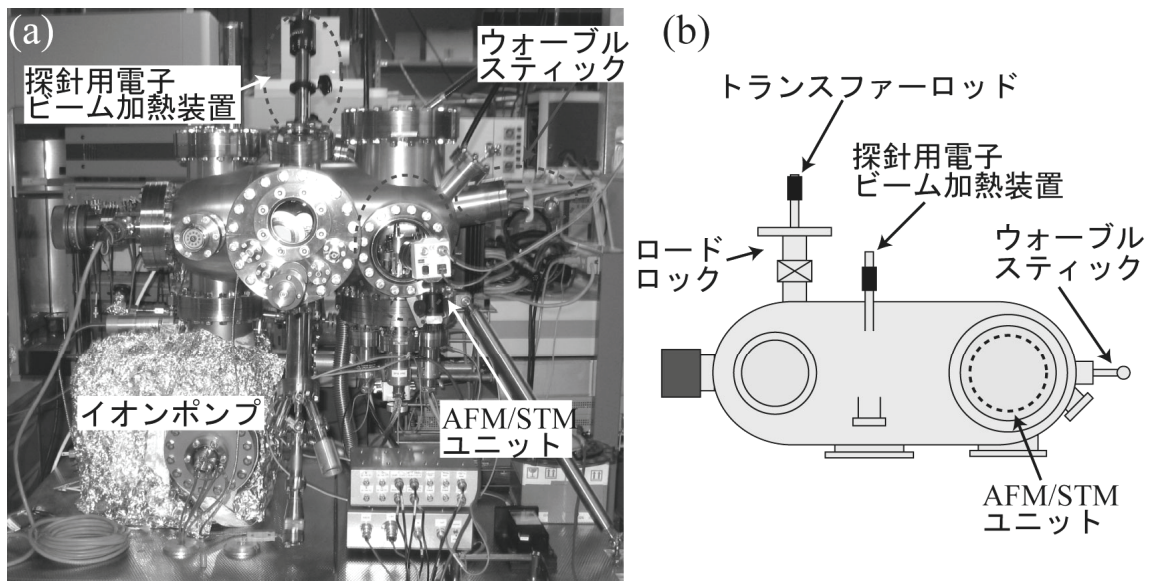 (a)
探針用電子
ビーム加熱装置
ウォーブル
スティック
イオンポンプ
AFM/STM
ユニット
(b)
トランスファーロッド
探針用電子
ビーム加熱装置
ロード
ロック
ウォーブル
スティック
AFM/STM
ユニット